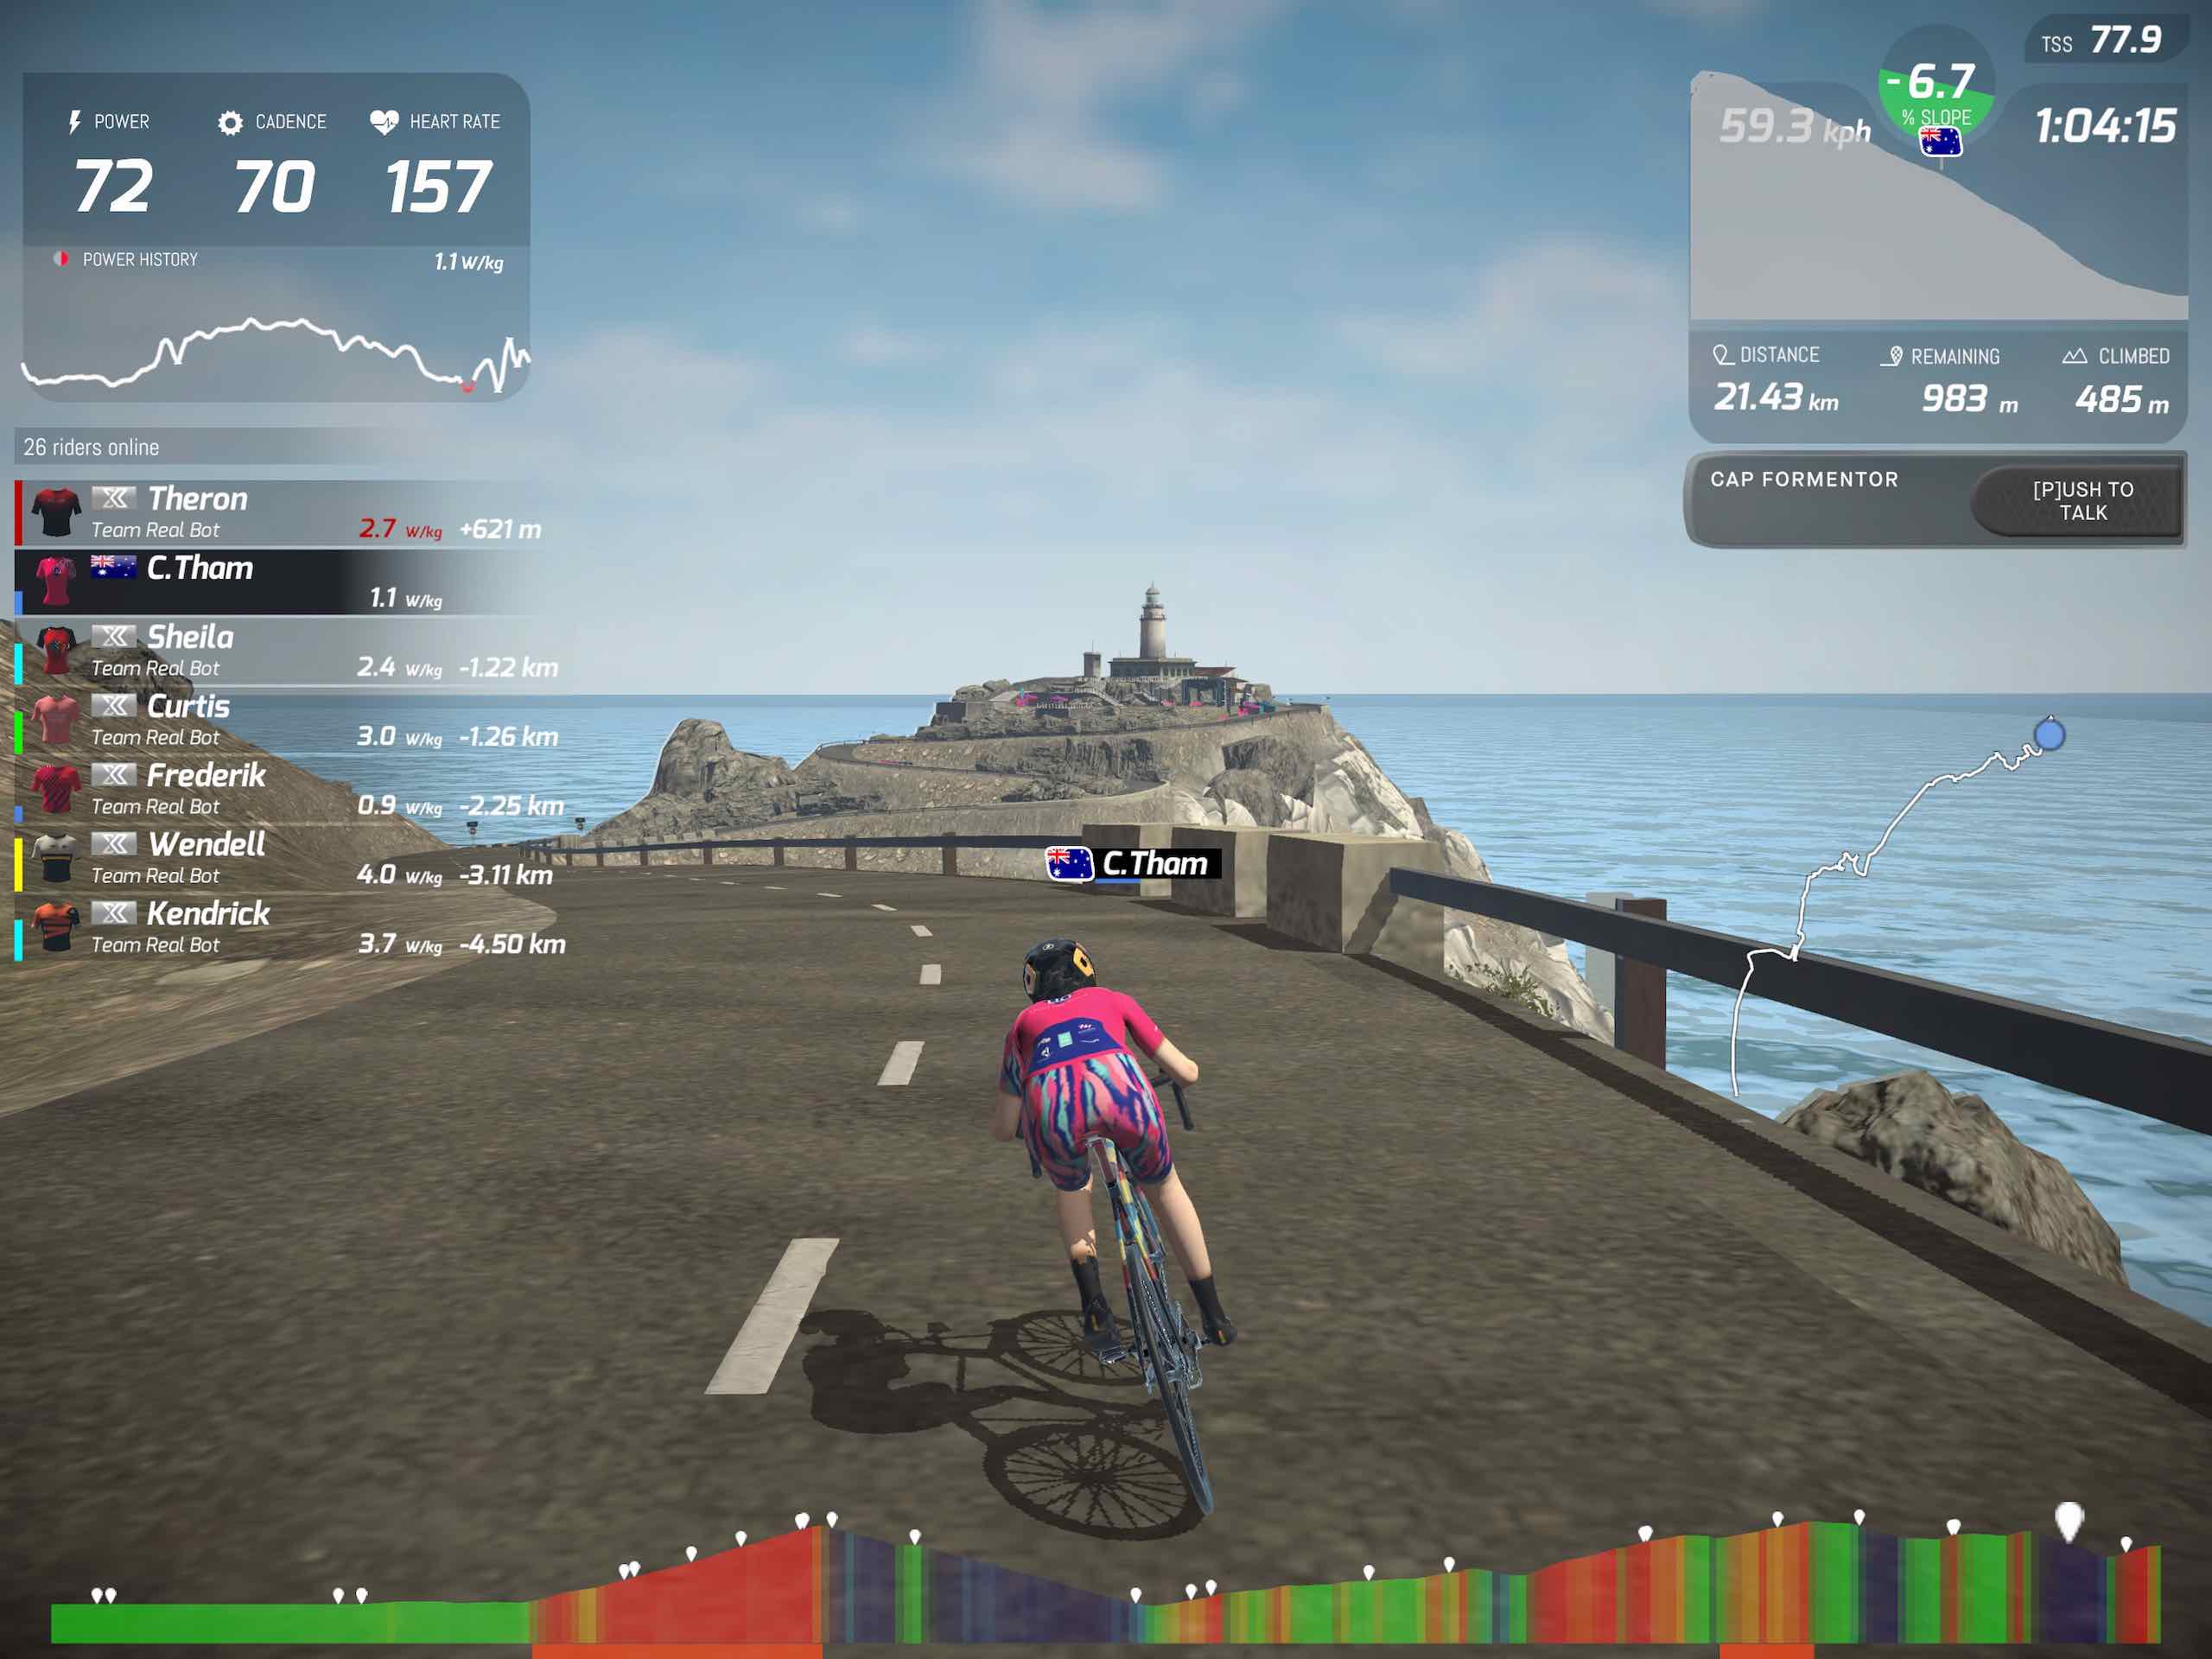 POWER CADENCE HEART RATE
72 70 157
POWER HISTORY 1.1 W/kg
26 riders online
Theron
Team Real Bot 2.7 W/kg +621 m
C.Tham
1.1 W/kg
Sheila
Team Real Bot 2.4 W/kg -1.22 km
Curtis
Team Real Bot 3.0 W/kg -1.26 km
Frederik
Team Real Bot 0.9 W/kg -2.25 km
Wendell
Team Real Bot 4.0 W/kg -3.11 km
Kendrick
Team Real Bot 3.7 W/kg -4.50 km
TSS 77.9
-6.7
% SLOPE
59.3 kph
1:04:15
DISTANCE REMAINING CLIMBED
21.43 km 983 m 485 m
CAP FORMENTOR
[P]USH TO
TALK
C.Tham